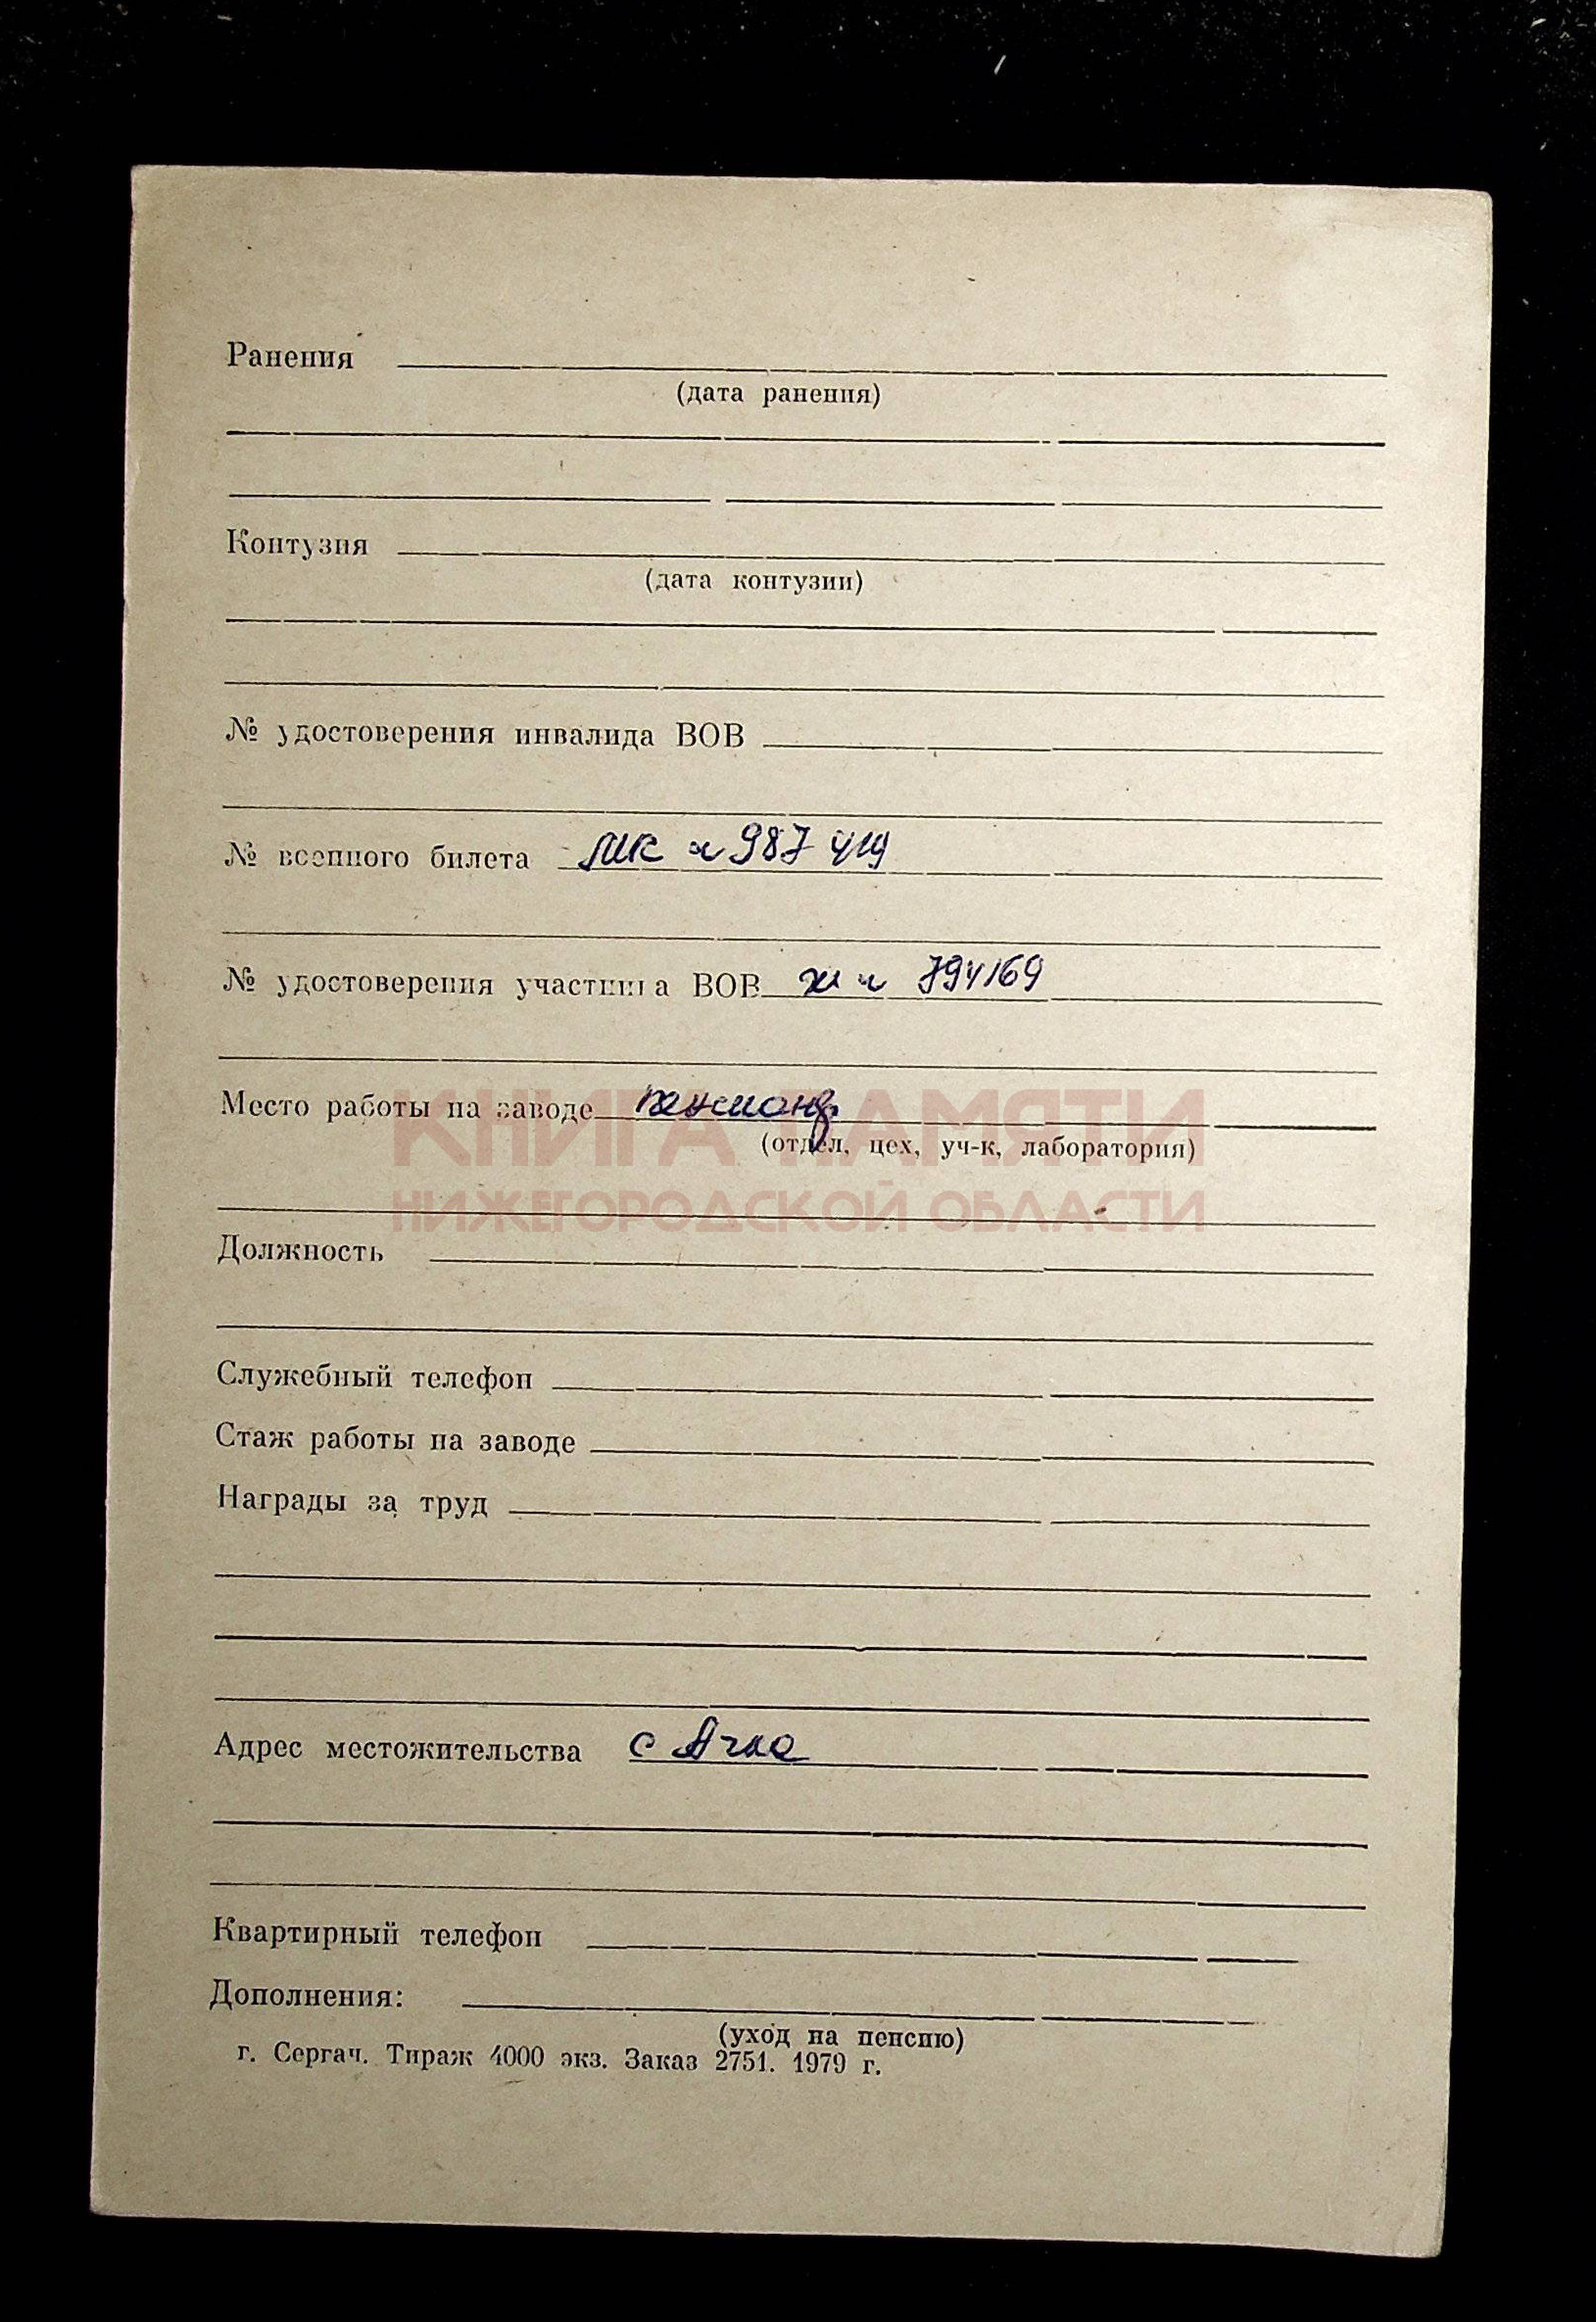 Ранения
(дата ранения)
Контузия
(дата контузии)
№ удостоверения инвалида ВОВ
№ военного билета МК № 987 419
№ удостоверения участника ВОВ Ж № 794169
Место работы на заводе пенсионер
(отдел, цех, уч-к, лаборатория)
КНИГА ПАМЯТИ
НИЖЕГОРОДСКОЙ ОБЛАСТИ
Должность
Служебный телефон
Стаж работы на заводе
Награды за труд
Адрес местожительства с Ачка
Квартирный телефон
Дополнения:
(уход на пенсию)
г. Сергач. Тираж 4000 экз. Заказ 2751. 1979 г.